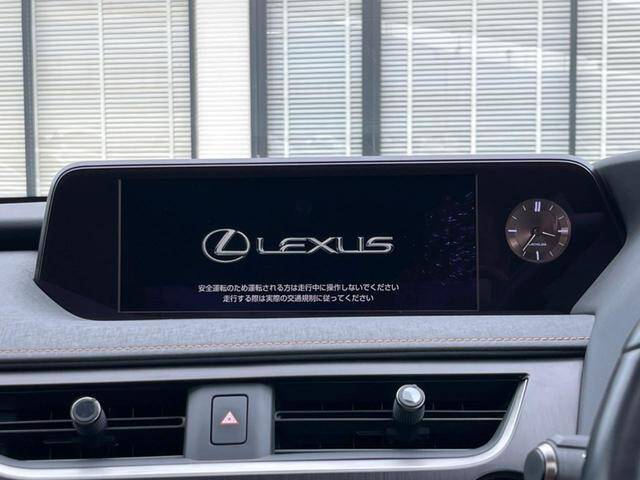 LEXUS
安全運転のため運転される方は走行中に操作しないでください
走行する際は実際の交通規制に従ってください
LEXUS